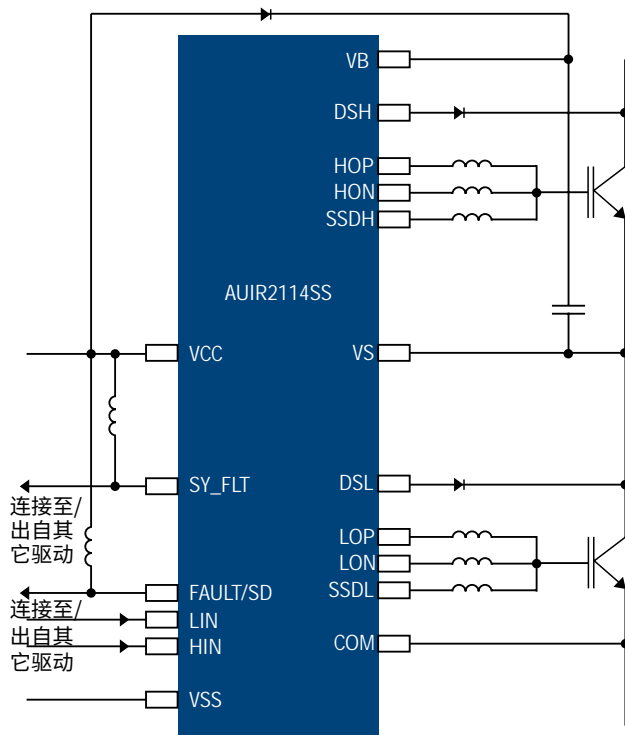 VB
DSH
HOP
HON
SSDH
AUIR2114SS
VCC
VS
SY_FLT
DSL
连接至/
出自其
它驱动
LOP
LON
SSDL
FAULT/SD
连接至/
出自其
它驱动
LIN
HIN
COM
VSS